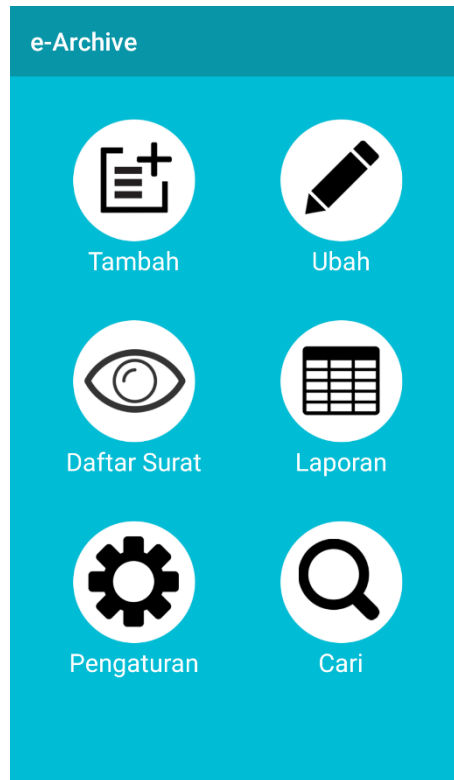 e-Archive
Tambah
Ubah
Daftar Surat
Laporan
Pengaturan
Cari